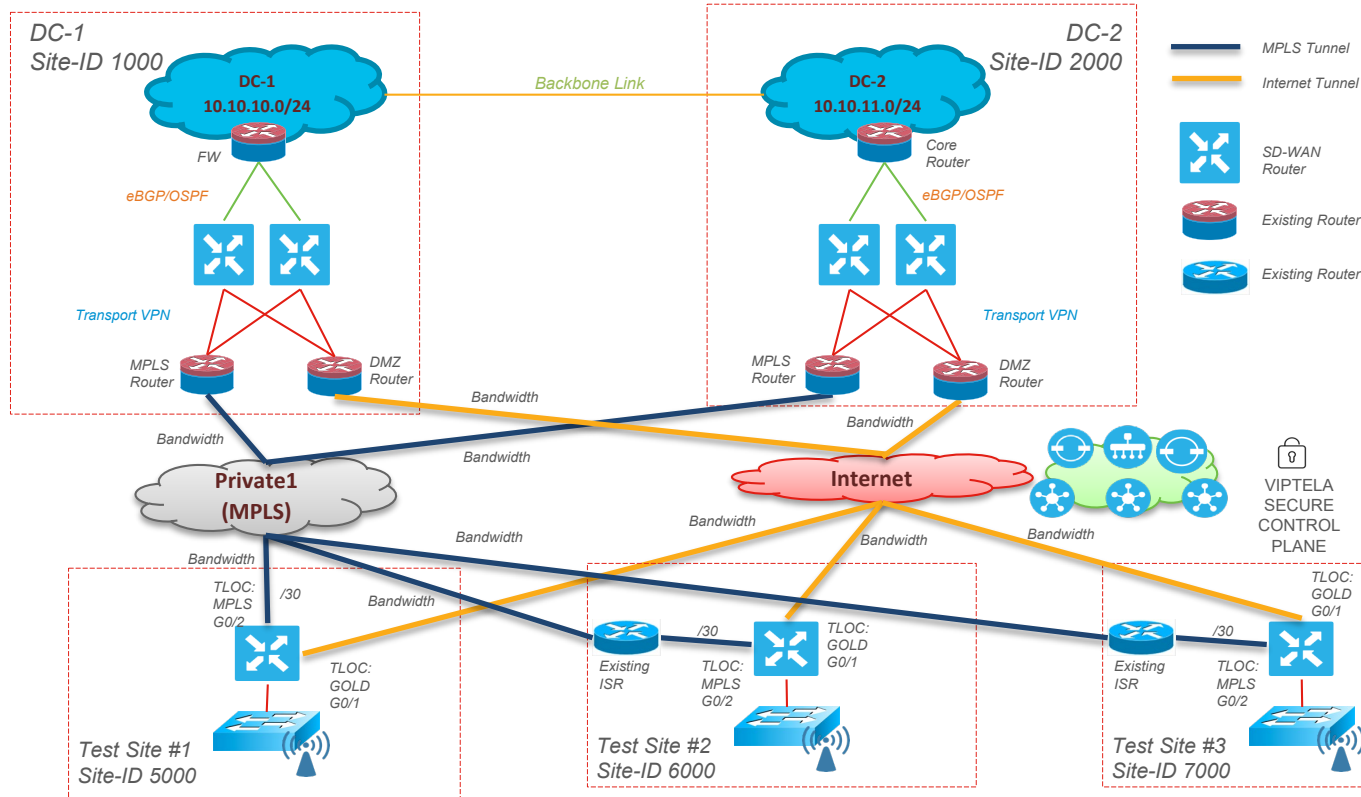 DC-1
Site-ID 1000
DC-2
Site-ID 2000
DC-1
10.10.10.0/24
Backbone Link
DC-2
10.10.11.0/24
FW
Core
Router
eBGP/OSPF
eBGP/OSPF
Transport VPN
Transport VPN
MPLS
Router
DMZ
Router
MPLS
Router
DMZ
Router
MPLS Tunnel
Internet Tunnel
SD-WAN
Router
Existing Router
Existing Router
Bandwidth
Bandwidth
Bandwidth
Bandwidth
Private1
(MPLS)
Internet
VIPTELA
SECURE
CONTROL
PLANE
Bandwidth
Bandwidth
Bandwidth
Bandwidth
Bandwidth
TLOC:
MPLS
G0/2
/30
TLOC:
GOLD
G0/1
Test Site #1
Site-ID 5000
Existing
ISR
/30
TLOC:
MPLS
G0/2
TLOC:
GOLD
G0/1
Test Site #2
Site-ID 6000
Existing
ISR
/30
TLOC:
MPLS
G0/2
TLOC:
GOLD
G0/1
Test Site #3
Site-ID 7000